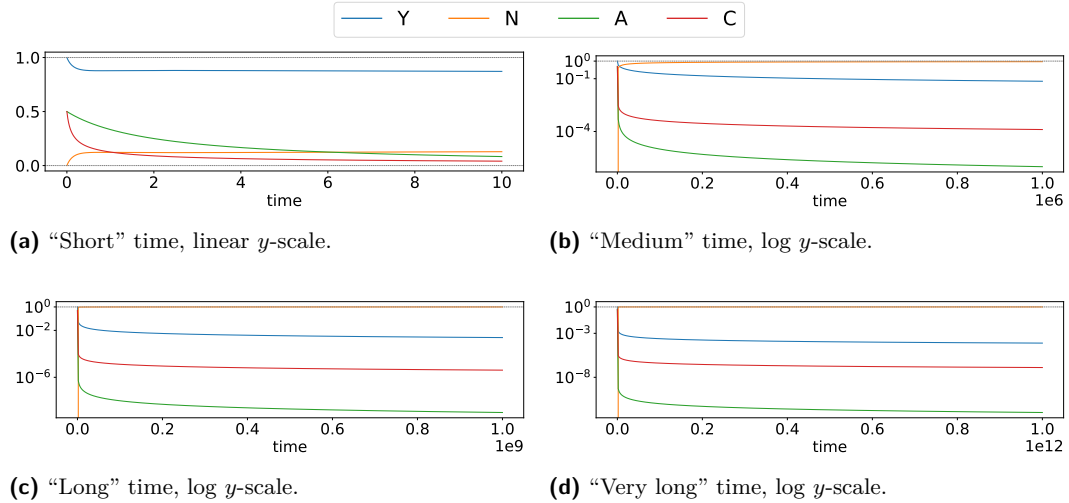 Y N A C
1.0
0.5
0.0
0 2 4 6 8 10
time
(a) “Short” time, linear y-scale.
10^0
10^−1
10^−4
0.0 0.2 0.4 0.6 0.8 1.0
time 1e6
(b) “Medium” time, log y-scale.
10^0
10^−2
10^−6
0.0 0.2 0.4 0.6 0.8 1.0
time 1e9
(c) “Long” time, log y-scale.
10^0
10^−3
10^−8
0.0 0.2 0.4 0.6 0.8 1.0
time 1e12
(d) “Very long” time, log y-scale.